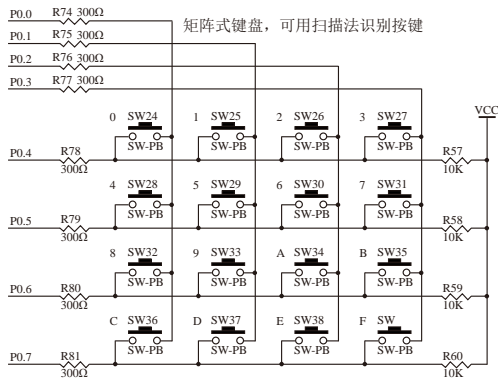 P0.0 R74 300Ω
矩阵式键盘，可用扫描法识别按键
P0.1 R75 300Ω
P0.2 R76 300Ω
P0.3 R77 300Ω
VCC
0 SW24 1 SW25 2 SW26 3 SW27
SW-PB SW-PB SW-PB SW-PB
P0.4 R78 R57
300Ω 10K
4 SW28 5 SW29 6 SW30 7 SW31
SW-PB SW-PB SW-PB SW-PB
P0.5 R79 R58
300Ω 10K
8 SW32 9 SW33 A SW34 B SW35
SW-PB SW-PB SW-PB SW-PB
P0.6 R80 R59
300Ω 10K
C SW36 D SW37 E SW38 F SW
SW-PB SW-PB SW-PB SW-PB
P0.7 R81 R60
300Ω 10K